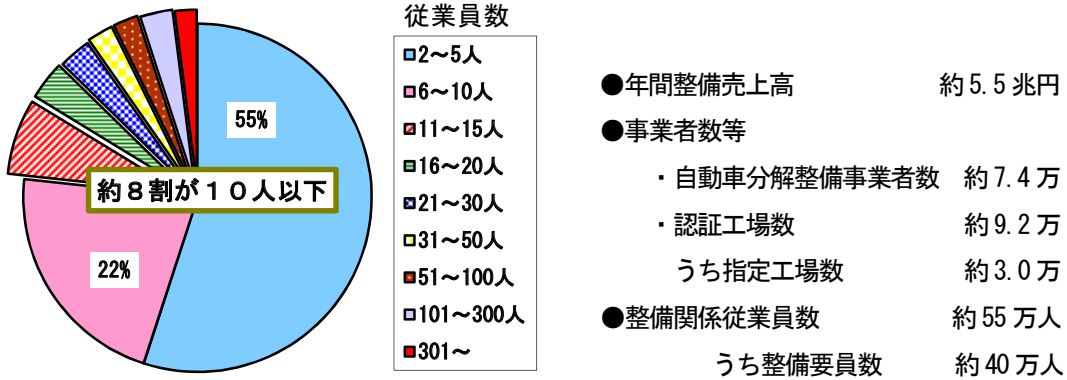 従業員数
2～5人
6～10人
11～15人
16～20人
21～30人
31～50人
51～100人
101～300人
301～
55%
22%
約８割が１０人以下
●年間整備売上高 約5.5兆円
●事業者数等
・自動車分解整備事業者数 約7.4万
・認証工場数 約9.2万
うち指定工場数 約3.0万
●整備関係従業員数 約55万人
うち整備要員数 約40万人